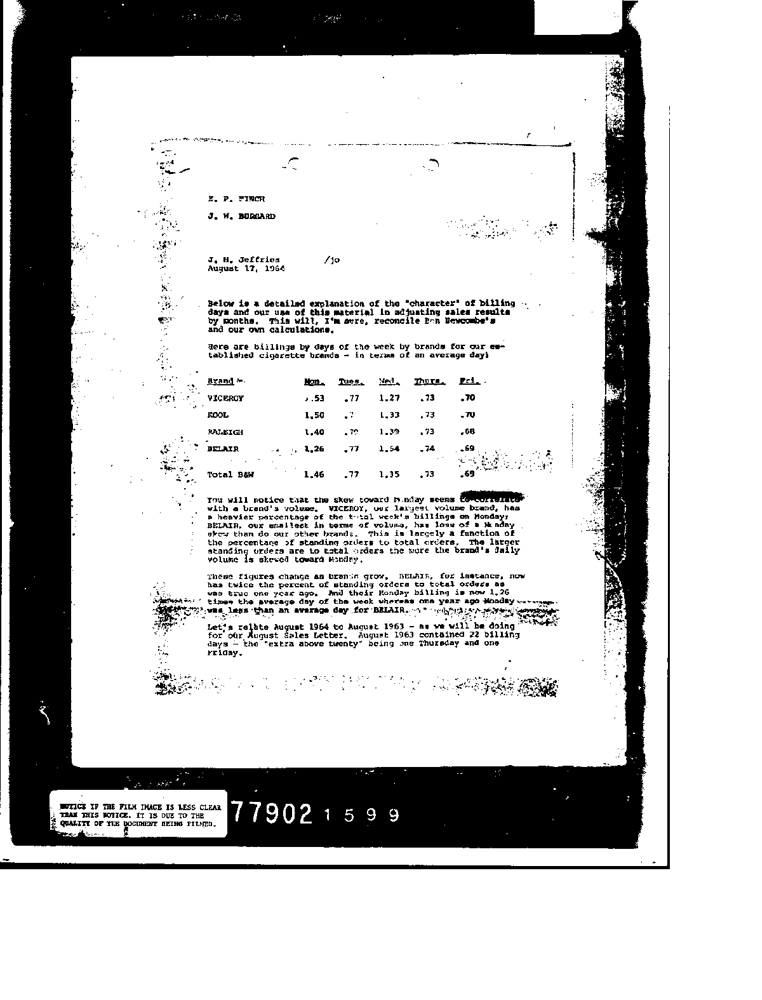 E. P. FINCH
J. W. BURGARD
J. H. Jeffries /jo
August 17, 1964
Below is a detailed explanation of the "character" of billing
days and our use of this material in adjusting sales results
by months. This will, I'm sure, reconcile Ben Newcombe's
and our own calculations.
Here are billings by days of the week by brands for our es-
tablished cigarette brands - in terms of an average day:
Brand Mon. Tues. Wed. Thurs. Fri.
VICEROY .53 .77 1.27 .73 .70
KOOL 1.50 1.33 .73 .70
RALEIGH 1.40 1.39 .73 .68
BELAIR 1.26 .77 1.54 .74 .69
Total B&W 1.46 .77 1.35 .73 .69
You will notice that the skew toward Monday seems to correlate
with a brand's volume. VICEROY, our largest volume brand, has
a heavier percentage of the total week's billings on Monday;
BELAIR, our smallest in terms of volume, has less of a Monday
skew than do our other brands. This is largely a function of
the percentage of standing orders to total orders. The larger
standing orders are to total orders the more the brand's daily
volume is skewed toward Monday.
These figures change as brands grow. BELAIR, for instance, now
has twice the percent of standing orders to total orders as
was true one year ago. And their Monday billing is now 1.26
times the average day of the week whereas one year ago Monday
was less than an average day for BELAIR.
Let's relate August 1964 to August 1963 - as we will be doing
for our August Sales Letter. August 1963 contained 22 billing
days - the "extra above twenty" being one Thursday and one
Friday.
NOTICE IF THE FILM IMAGE IS LESS CLEAR
THAN THIS NOTICE, IT IS DUE TO THE
QUALITY OF THE DOCUMENT BEING FILMED.
77902 1599